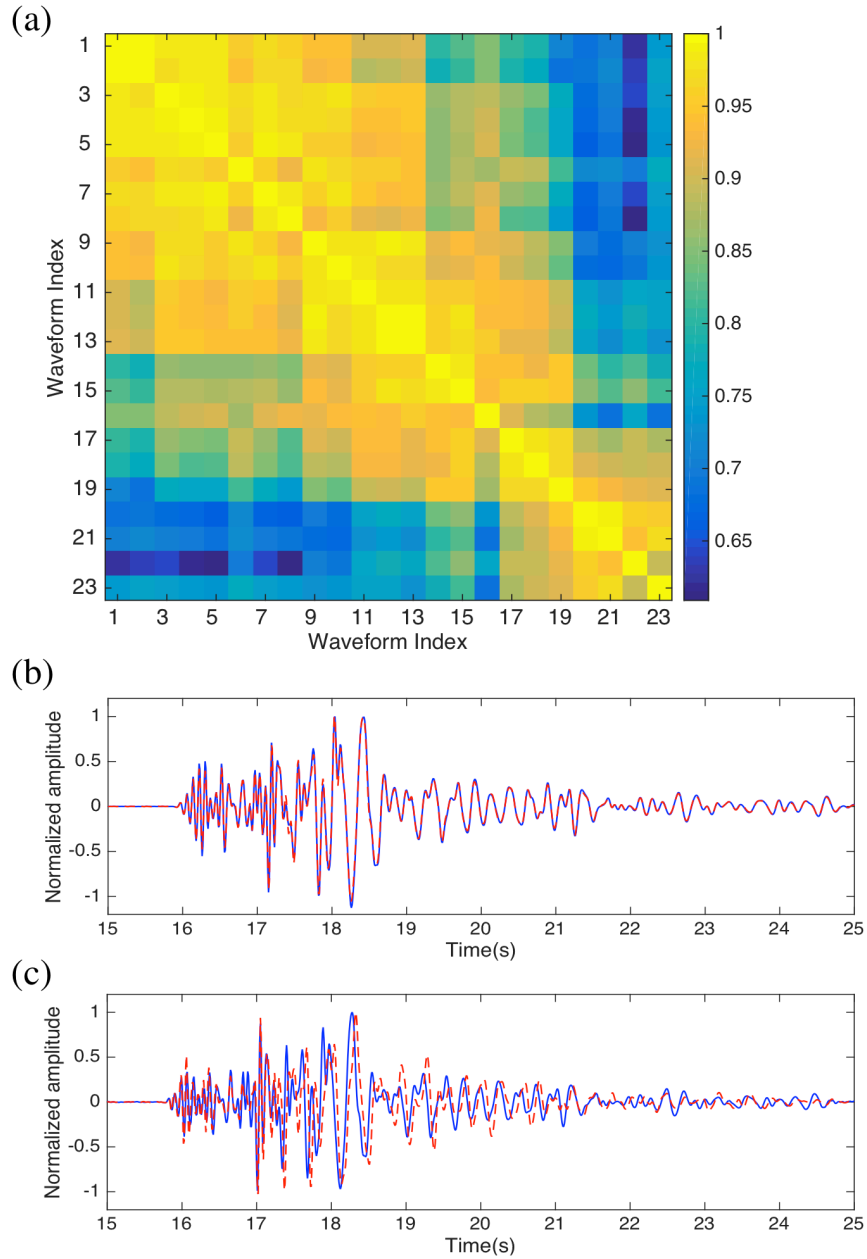 (a)
1
3
5
7
9
11
13
15
17
19
21
23
Waveform Index
1 3 5 7 9 11 13 15 17 19 21 23
Waveform Index
1
0.95
0.9
0.85
0.8
0.75
0.7
0.65
(b)
Normalized amplitude
1
0.5
0
-0.5
-1
15 16 17 18 19 20 21 22 23 24 25
Time(s)
(c)
Normalized amplitude
1
0.5
0
-0.5
-1
15 16 17 18 19 20 21 22 23 24 25
Time(s)